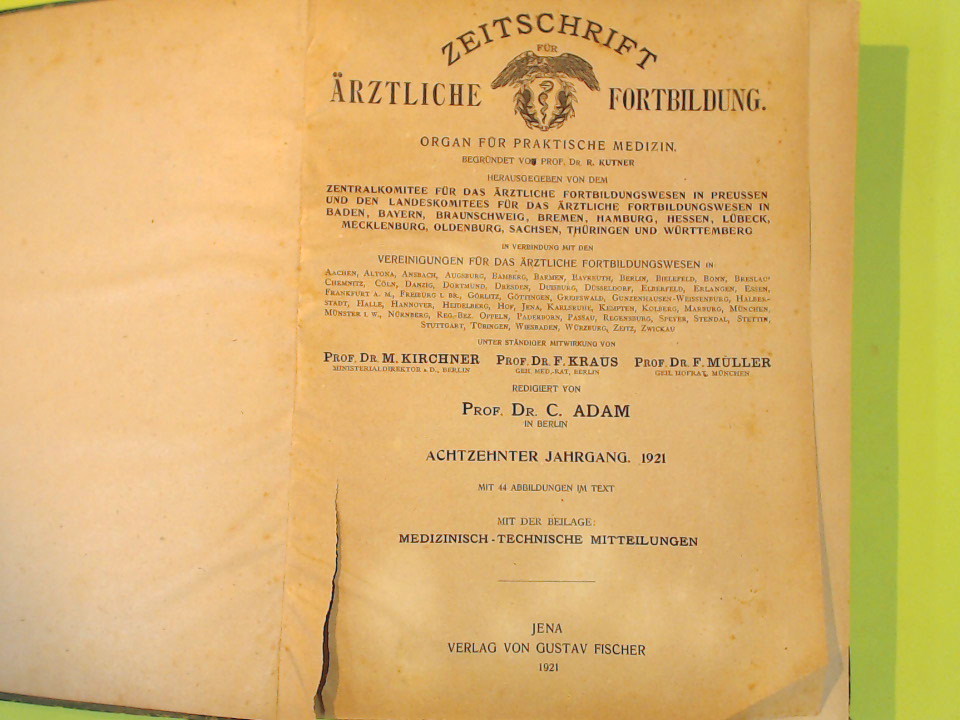 ZEITSCHRIFT
FÜR
ÄRZTLICHE FORTBILDUNG.
ORGAN FÜR PRAKTISCHE MEDIZIN.
BEGRÜNDET VON PROF. DR. R. KUTNER
HERAUSGEGEBEN VON DEM
ZENTRALKOMITEE FÜR DAS ÄRZTLICHE FORTBILDUNGSWESEN IN PREUSSEN
UND DEN LANDESKOMITEES FÜR DAS ÄRZTLICHE FORTBILDUNGSWESEN IN
BADEN, BAYERN, BRAUNSCHWEIG, BREMEN, HAMBURG, HESSEN, LÜBECK,
MECKLENBURG, OLDENBURG, SACHSEN, THÜRINGEN UND WÜRTTEMBERG
IN VERBINDUNG MIT DEN
VEREINIGUNGEN FÜR DAS ÄRZTLICHE FORTBILDUNGSWESEN IN
AACHEN, ALTONA, ANSBACH, AUGSBURG, BAMBERG, BARMEN, BAYREUTH, BERLIN, BIELEFELD, BONN, BRESLAU
CHEMNITZ, CÖLN, DANZIG, DORTMUND, DRESDEN, DUISBURG, DÜSSELDORF, ELBERFELD, ERLANGEN, ESSEN,
FRANKFURT A. M., FREIBURG I. BR., GÖRLITZ, GÖTTINGEN, GREIFSWALD, GUNZENHAUSEN-WEISSENBURG, HALBER-
STADT, HALLE, HANNOVER, HEIDELBERG, HOF, JENA, KARLSRUHE, KEMPTEN, KOLBERG, MARBURG, MÜNCHEN,
MÜNSTER I. W., NÜRNBERG, REG.-BEZ. OPPELN, PADERBORN, PASSAU, REGENSBURG, SPEYER, STENDAL, STETTIN,
STUTTGART, TÜBINGEN, WIESBADEN, WÜRZBURG, ZEITZ, ZWICKAU
UNTER STÄNDIGER MITWIRKUNG VON
PROF. DR. M. KIRCHNER PROF. DR F. KRAUS PROF. DR. F. MÜLLER
MINISTERIALDIREKTOR A. D., BERLIN GEH. MED.-RAT, BERLIN GEH. HOFRAT, MÜNCHEN
REDIGIERT VON
PROF. DR. C. ADAM
IN BERLIN
ACHTZEHNTER JAHRGANG. 1921
MIT 44 ABBILDUNGEN IM TEXT
MIT DER BEILAGE:
MEDIZINISCH-TECHNISCHE MITTEILUNGEN
JENA
VERLAG VON GUSTAV FISCHER
1921